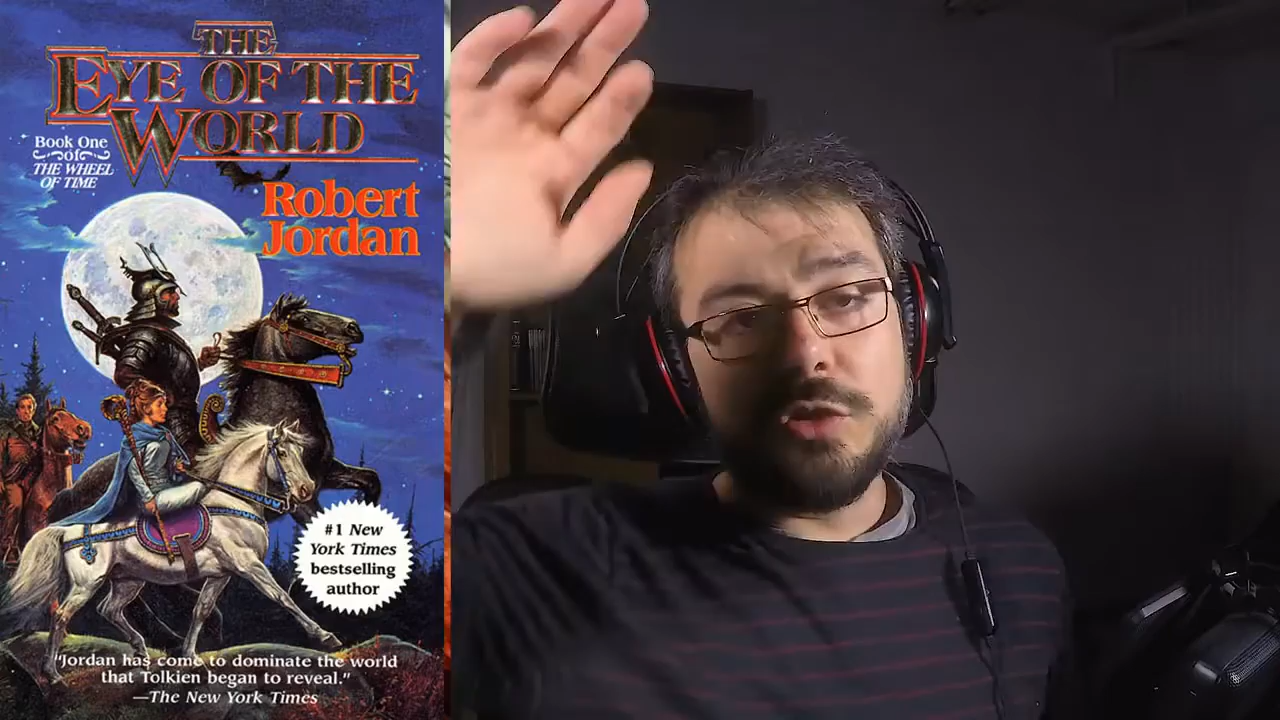 THE
EYE OF THE
WORLD
Book One
of
THE WHEEL
OF TIME
Robert
Jordan
#1 New
York Times
bestselling
author
"Jordan has come to dominate the world
that Tolkien began to reveal."
—The New York Times